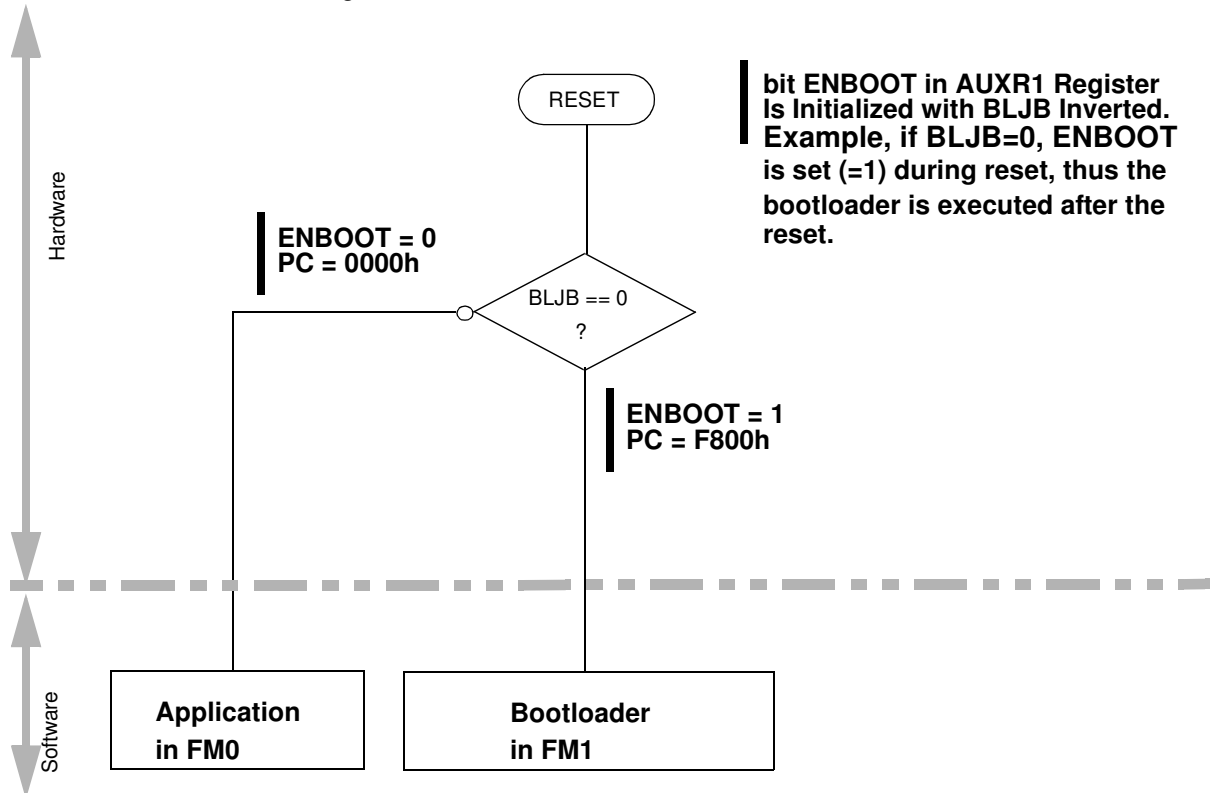 RESET
bit ENBOOT in AUXR1 Register
Is Initialized with BLJB Inverted.
Example, if BLJB=0, ENBOOT
is set (=1) during reset, thus the
bootloader is executed after the
reset.
Hardware
ENBOOT = 0
PC = 0000h
BLJB == 0
?
ENBOOT = 1
PC = F800h
Software
Application
in FM0
Bootloader
in FM1